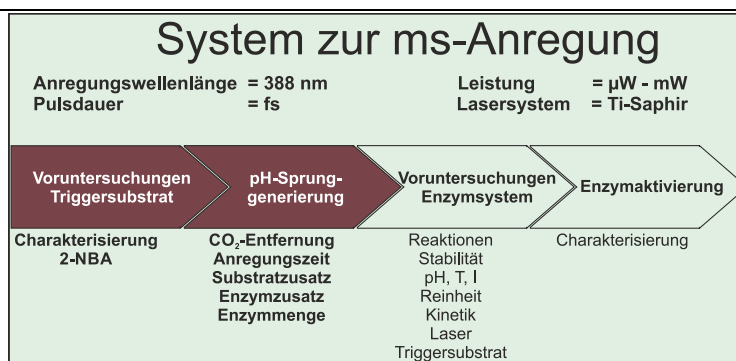 System zur ms-Anregung
Anregungswellenlänge = 388 nm
Pulsdauer = fs
Leistung = µW - mW
Lasersystem = Ti-Saphir
Voruntersuchungen
Triggersubstrat
pH-Sprung-
generierung
Voruntersuchungen
Enzymsystem
Enzymaktivierung
Charakterisierung
2-NBA
CO₂-Entfernung
Anregungszeit
Substratzusatz
Enzymzusatz
Enzymmenge
Reaktionen
Stabilität
pH, T, I
Reinheit
Kinetik
Laser
Triggersubstrat
Charakterisierung